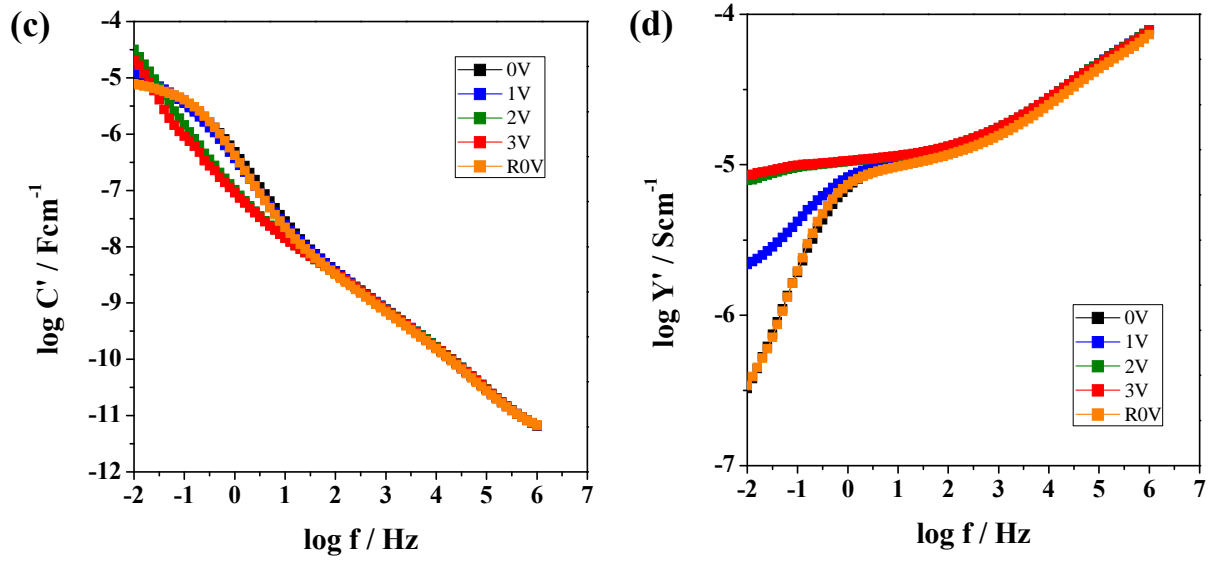 (c)
-4
-5
-6
-7
-8
-9
-10
-11
-12
-2 -1 0 1 2 3 4 5 6 7
log C' / Fcm⁻¹
log f / Hz
0V
1V
2V
3V
R0V
(d)
-4
-5
-6
-7
-2 -1 0 1 2 3 4 5 6 7
log Y' / Scm⁻¹
log f / Hz
0V
1V
2V
3V
R0V